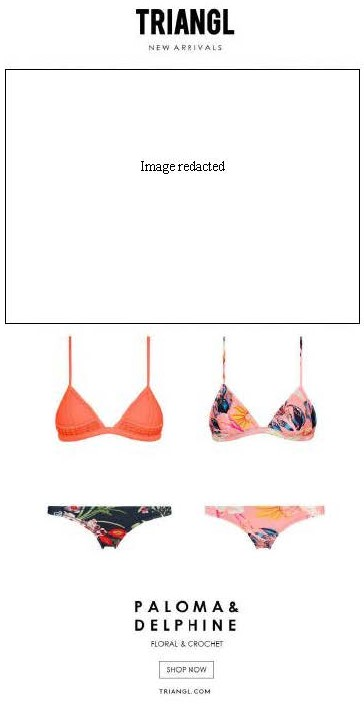 TRIANGL
NEW ARRIVALS
Image redacted
PALOMA &
DELPHINE
FLORAL & CROCHET
SHOP NOW
TRIANGL.COM